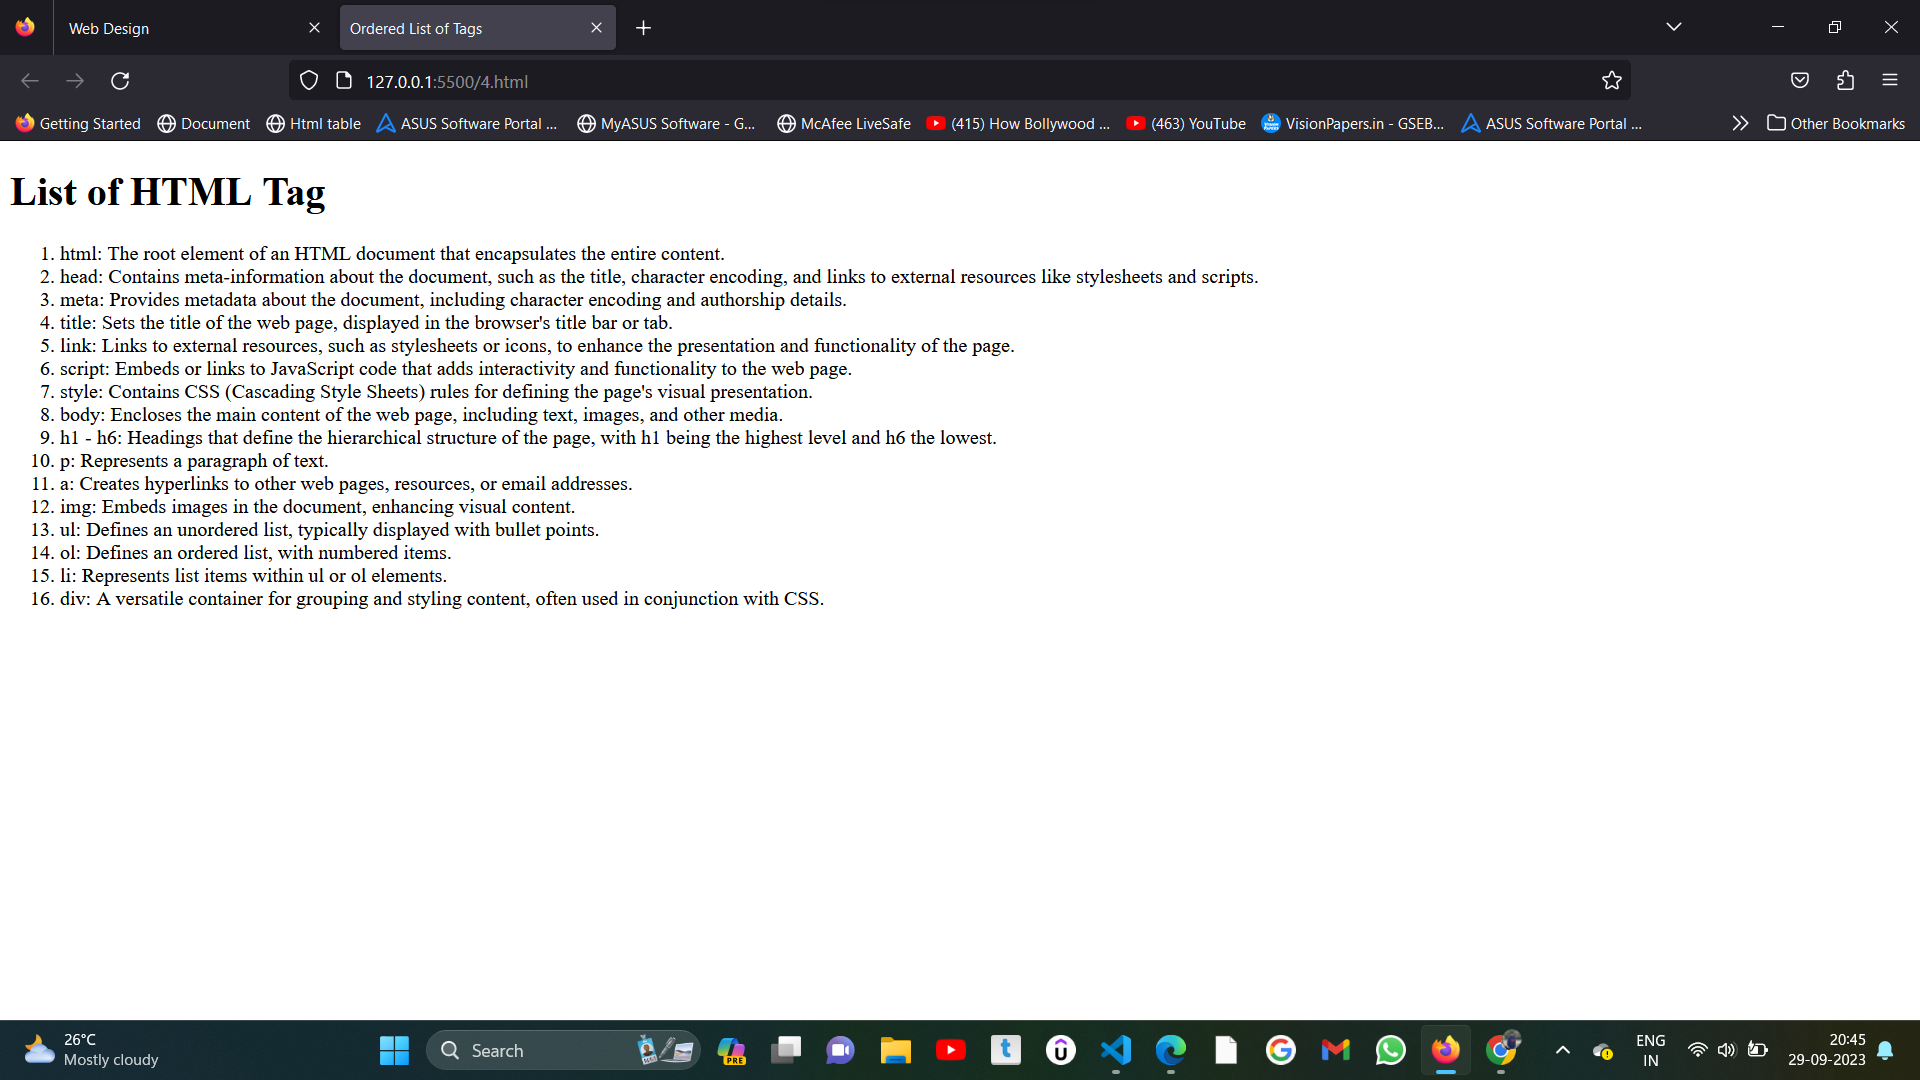 Web Design
Ordered List of Tags
127.0.0.1:5500/4.html
Getting Started
Document
Html table
ASUS Software Portal ...
MyASUS Software - G...
McAfee LiveSafe
(415) How Bollywood ...
(463) YouTube
VisionPapers.in - GSEB...
ASUS Software Portal ...
Other Bookmarks
List of HTML Tag
1. html: The root element of an HTML document that encapsulates the entire content.
2. head: Contains meta-information about the document, such as the title, character encoding, and links to external resources like stylesheets and scripts.
3. meta: Provides metadata about the document, including character encoding and authorship details.
4. title: Sets the title of the web page, displayed in the browser's title bar or tab.
5. link: Links to external resources, such as stylesheets or icons, to enhance the presentation and functionality of the page.
6. script: Embeds or links to JavaScript code that adds interactivity and functionality to the web page.
7. style: Contains CSS (Cascading Style Sheets) rules for defining the page's visual presentation.
8. body: Encloses the main content of the web page, including text, images, and other media.
9. h1 - h6: Headings that define the hierarchical structure of the page, with h1 being the highest level and h6 the lowest.
10. p: Represents a paragraph of text.
11. a: Creates hyperlinks to other web pages, resources, or email addresses.
12. img: Embeds images in the document, enhancing visual content.
13. ul: Defines an unordered list, typically displayed with bullet points.
14. ol: Defines an ordered list, with numbered items.
15. li: Represents list items within ul or ol elements.
16. div: A versatile container for grouping and styling content, often used in conjunction with CSS.
26°C
Mostly cloudy
Search
PRE
t
ENG
IN
20:45
29-09-2023